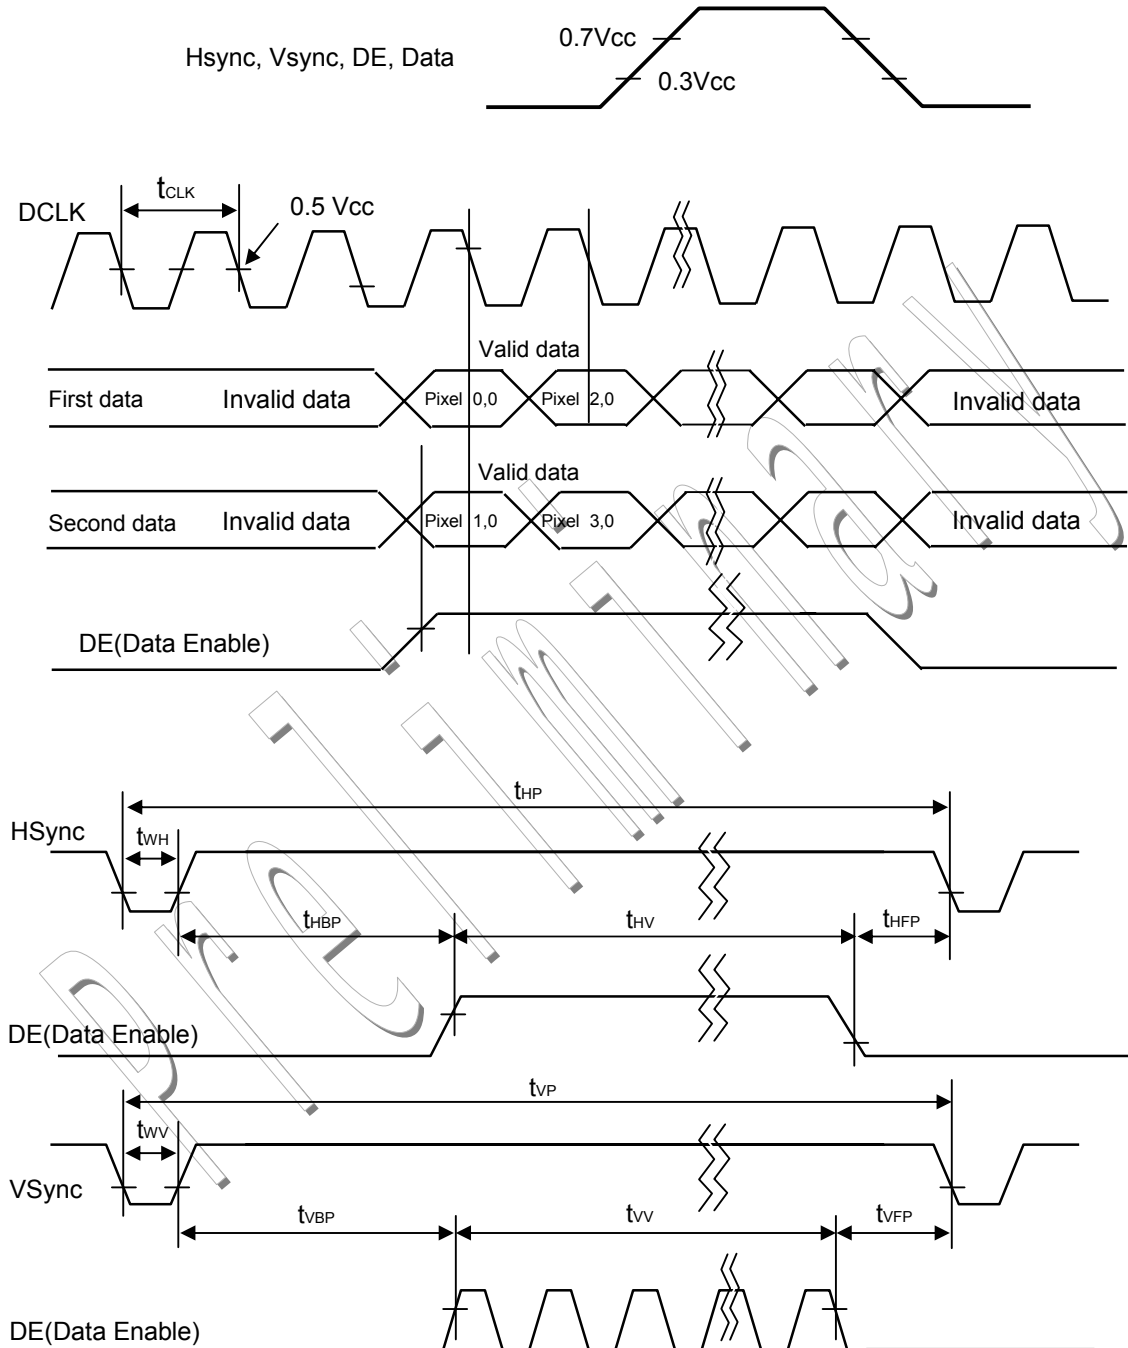 0.7Vcc
Hsync, Vsync, DE, Data
0.3Vcc
tCLK
DCLK
0.5 Vcc
Valid data
First data
Invalid data
Pixel 0,0
Pixel 2,0
Invalid data
Valid data
Second data
Invalid data
Pixel 1,0
Pixel 3,0
Invalid data
DE(Data Enable)
tHP
HSync
tWH
tHBP
tHV
tHFP
DE(Data Enable)
tVP
tWV
VSync
tVBP
tVV
tVFP
DE(Data Enable)
Preliminary